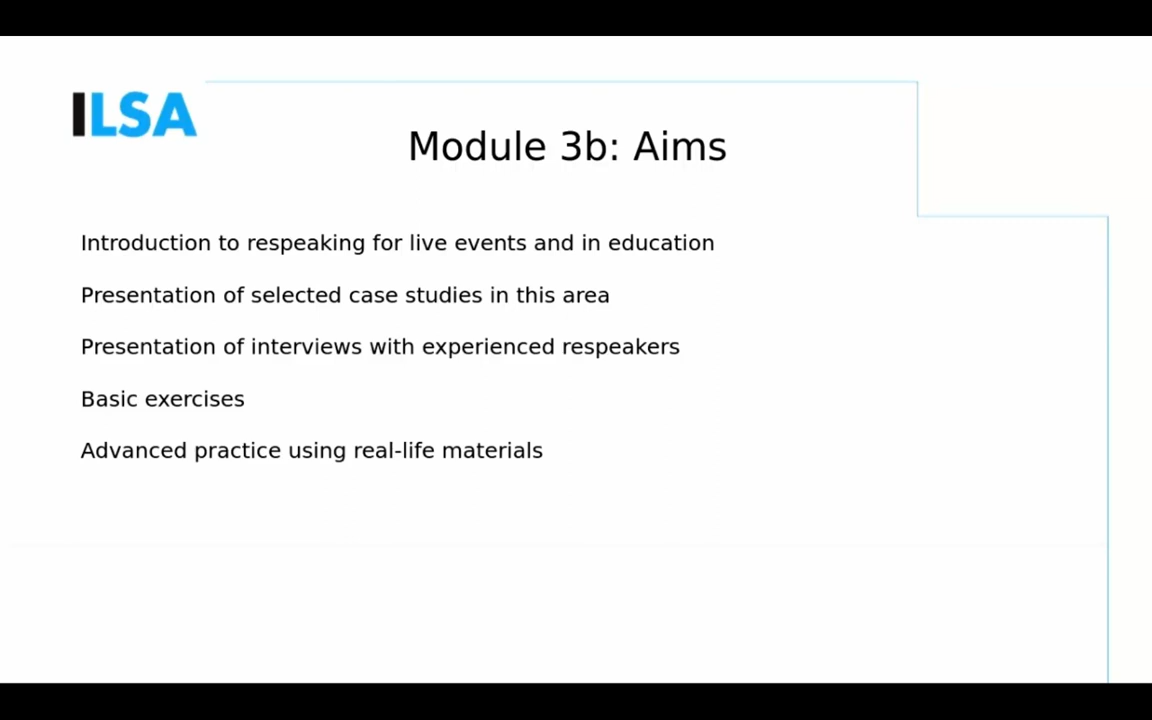 ILSA
Module 3b: Aims
Introduction to respeaking for live events and in education
Presentation of selected case studies in this area
Presentation of interviews with experienced respeakers
Basic exercises
Advanced practice using real-life materials